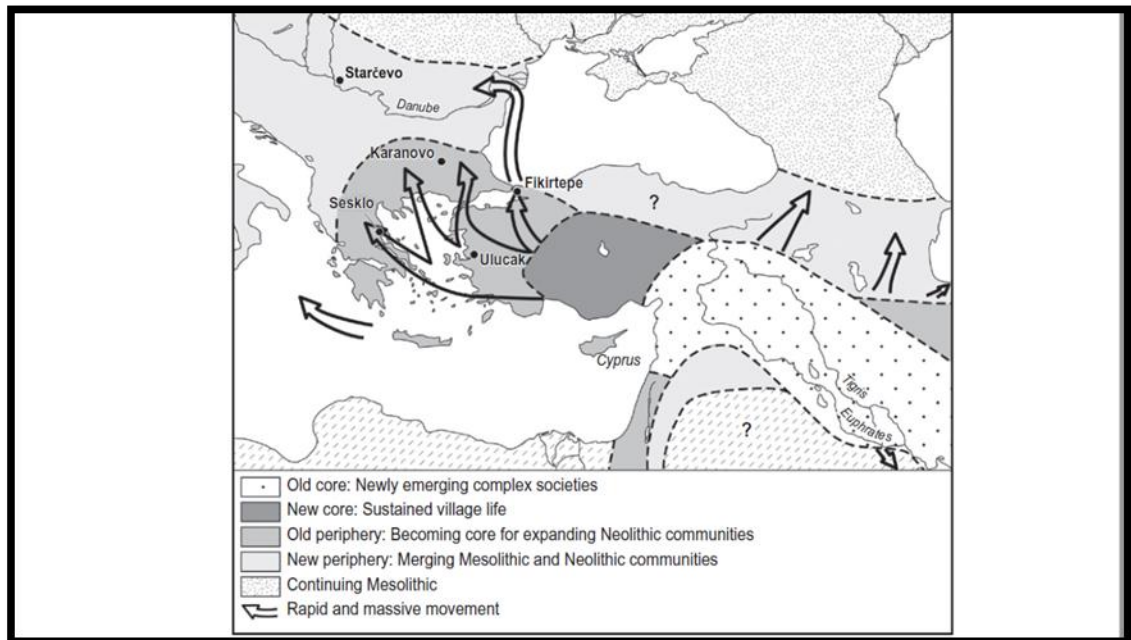 Starčevo
Danube
Karanovo
Fikirtepe
?
Sesklo
Ulucak
Cyprus
Tigris
?
Euphrates
Old core: Newly emerging complex societies
New core: Sustained village life
Old periphery: Becoming core for expanding Neolithic communities
New periphery: Merging Mesolithic and Neolithic communities
Continuing Mesolithic
Rapid and massive movement